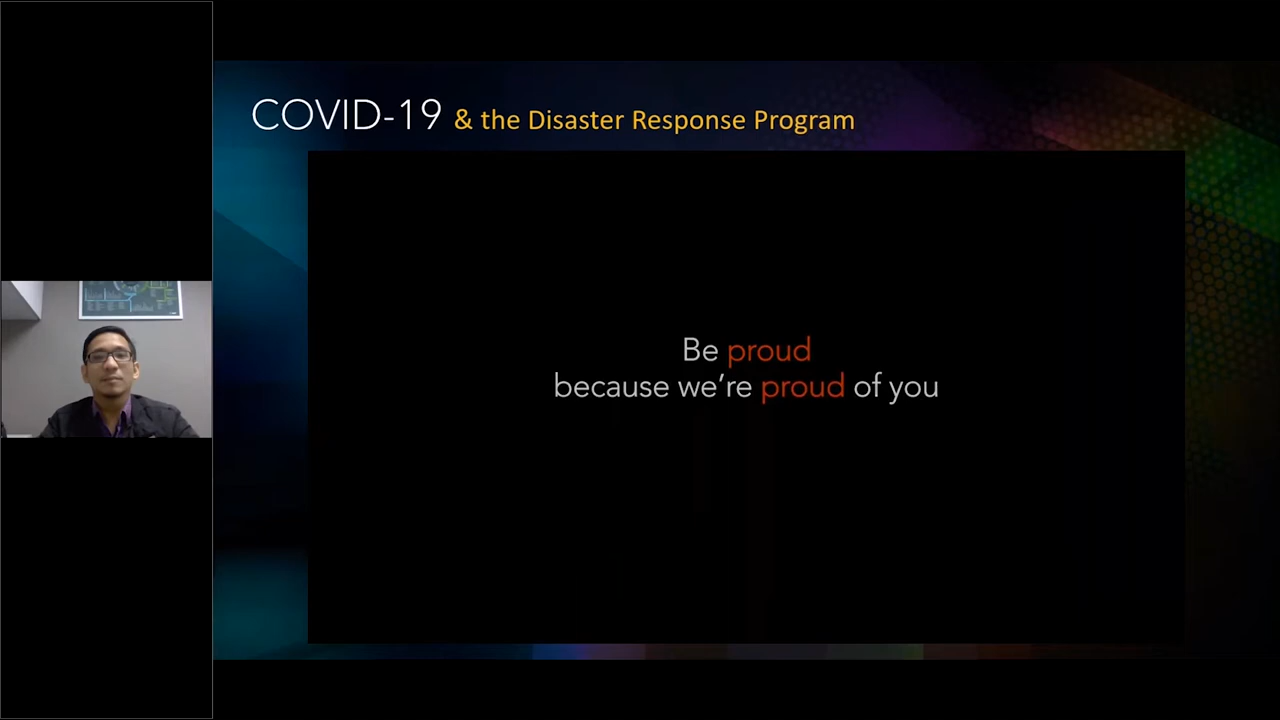 COVID-19 & the Disaster Response Program
Be proud
because we're proud of you